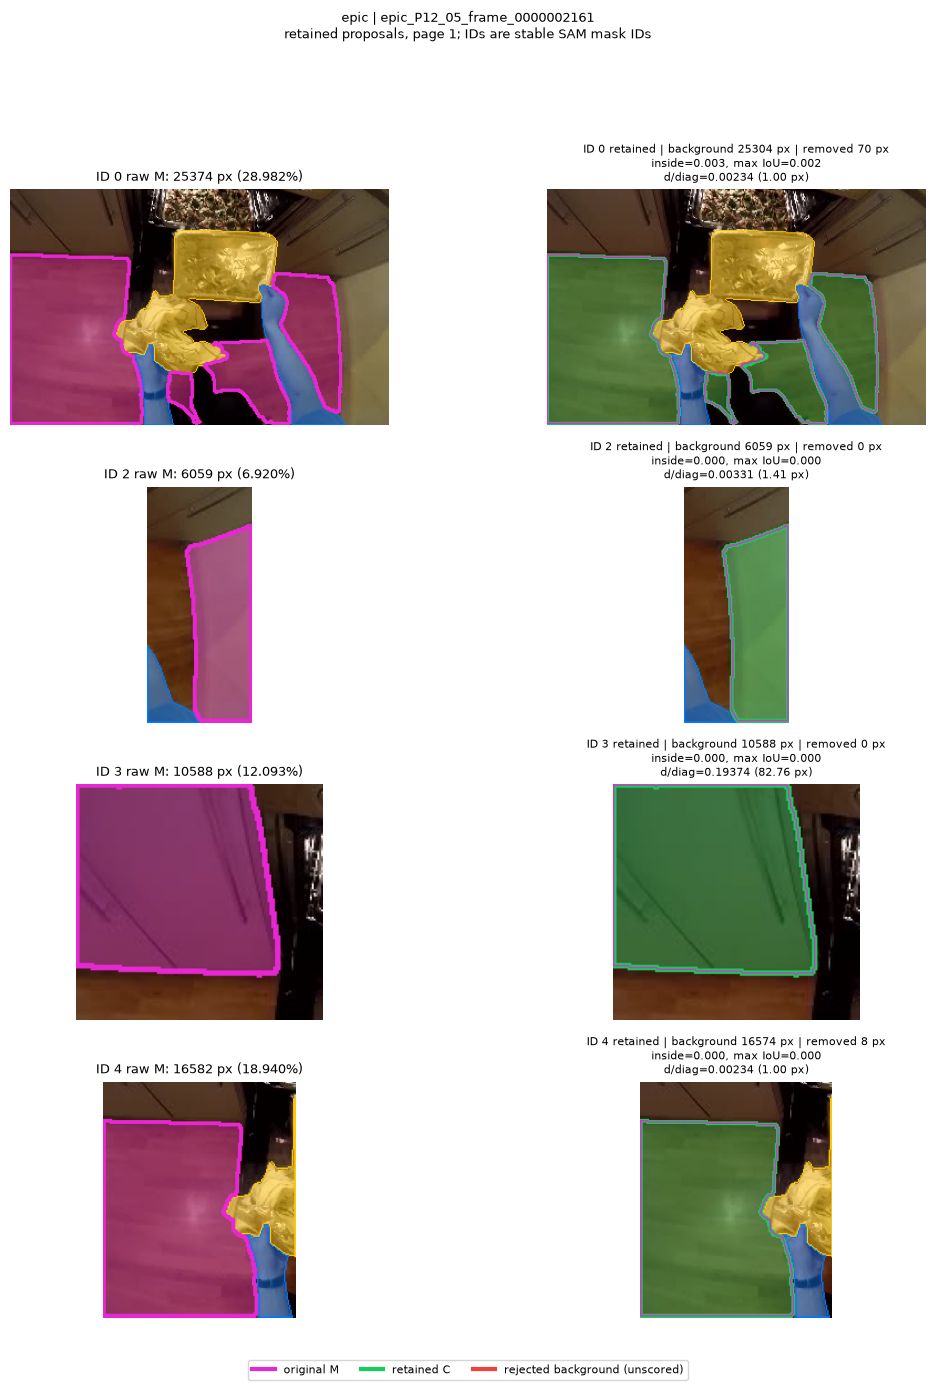 epic | epic_P12_05_frame_0000002161
retained proposals, page 1; IDs are stable SAM mask IDs
ID 0 raw M: 25374 px (28.982%)
ID 0 retained | background 25304 px | removed 70 px
inside=0.003, max IoU=0.002
d/diag=0.00234 (1.00 px)
ID 2 raw M: 6059 px (6.920%)
ID 2 retained | background 6059 px | removed 0 px
inside=0.000, max IoU=0.000
d/diag=0.00331 (1.41 px)
ID 3 raw M: 10588 px (12.093%)
ID 3 retained | background 10588 px | removed 0 px
inside=0.000, max IoU=0.000
d/diag=0.19374 (82.76 px)
ID 4 raw M: 16582 px (18.940%)
ID 4 retained | background 16574 px | removed 8 px
inside=0.000, max IoU=0.000
d/diag=0.00234 (1.00 px)
original M
retained C
rejected background (unscored)